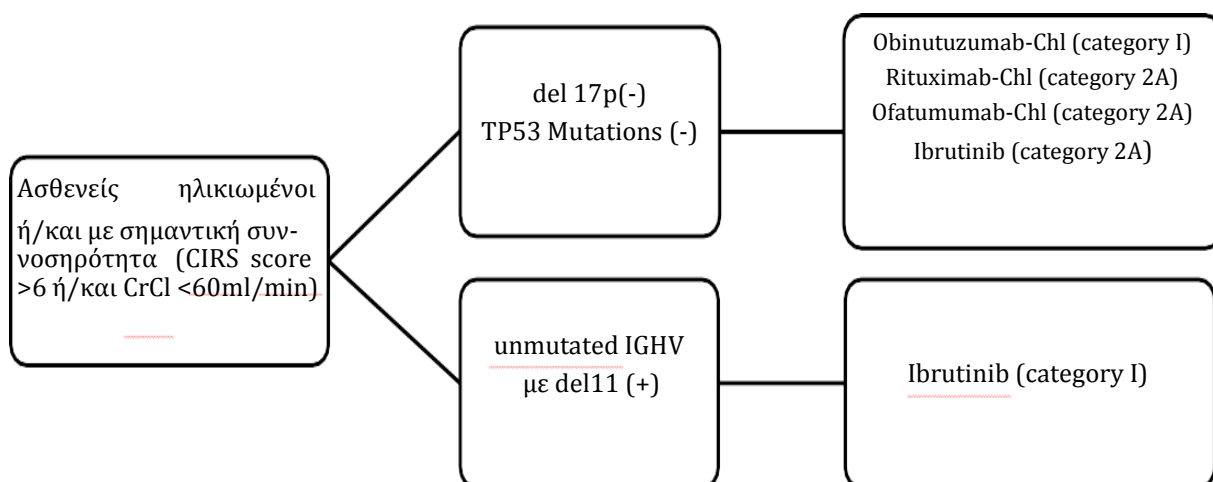 Ασθενείς ηλικιωμένοι
ή/και με σημαντική συν-
νοσηρότητα (CIRS score
>6 ή/και CrCl <60ml/min)
del 17p(-)
TP53 Mutations (-)
Obinutuzumab-Chl (category I)
Rituximab-Chl (category 2A)
Ofatumumab-Chl (category 2A)
Ibrutinib (category 2A)
unmutated IGHV
με del11 (+)
Ibrutinib (category I)